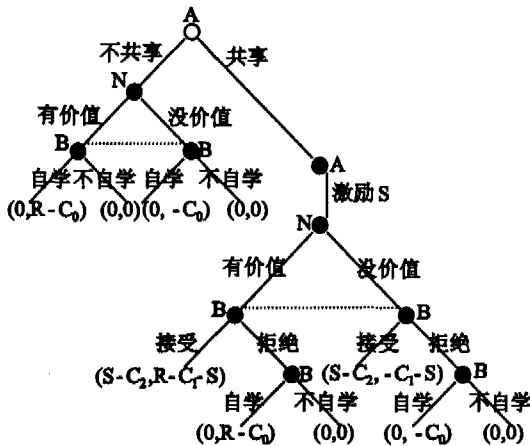 A
不共享 共享
N
有价值 没价值
B B A
自学 不自学 自学 不自学 激励 S
(0,R-C₀) (0,0) (0, -C₀) (0,0) N
有价值 没价值
B B
接受 拒绝 接受 拒绝
(S-C₂,R-C₁-S) B (S-C₂, -C₁-S) B
自学 不自学 自学 不自学
(0,R-C₀) (0,0) (0, -C₀) (0,0)